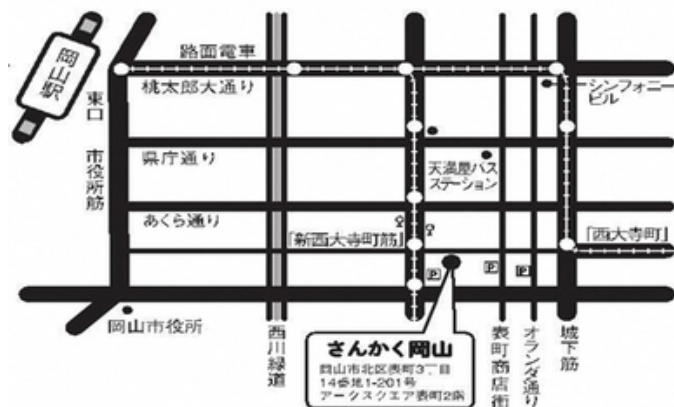 路面電車
岡山駅
東口
桃太郎大通り
シンフォニー
ビル
市役所筋
県庁通り
天満屋バス
ステーション
あくら通り
「新西大寺町筋」
「西大寺町」
P
P
P
岡山市役所
西川緑道
さんかく岡山
岡山市北区表町3丁目
14番地1-201号
アークスクエア表町2階
表町商店街
オランダ通り
城下筋